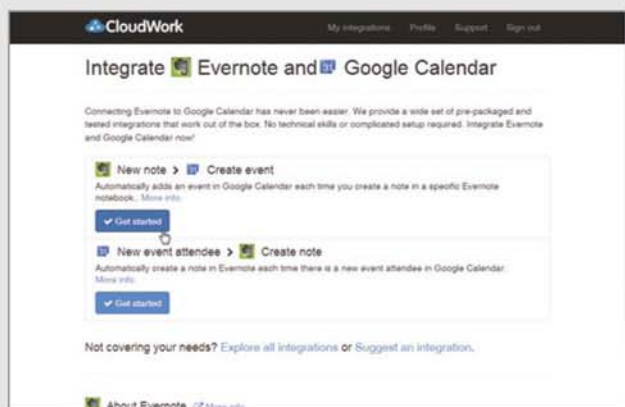 CloudWork
My integrations Profile Support Sign out
Integrate Evernote and 31 Google Calendar
Connecting Evernote to Google Calendar has never been easier. We provide a wide set of pre-packaged and
tested integrations that work out of the box. No technical skills or complicated setup required. Integrate Evernote
and Google Calendar now!
New note > 31 Create event
Automatically adds an event in Google Calendar each time you create a note in a specific Evernote
notebook.. More info
✔ Get started
31 New event attendee > Create note
Automatically create a note in Evernote each time there is a new event attendee in Google Calendar.
More info
✔ Get started
Not covering your needs? Explore all integrations or Suggest an integration.
About Evernote More info